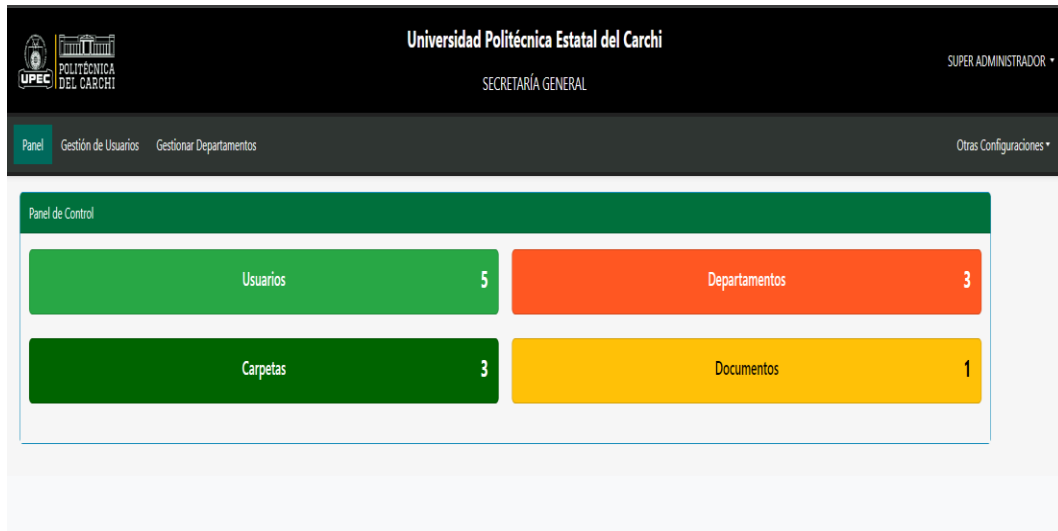 Universidad Politécnica Estatal del Carchi
SECRETARÍA GENERAL
UPEC
POLITÉCNICA
DEL CARCHI
SUPER ADMINISTRADOR
Panel Gestión de Usuarios Gestionar Departamentos Otras Configuraciones
Panel de Control
Usuarios 5
Departamentos 3
Carpetas 3
Documentos 1